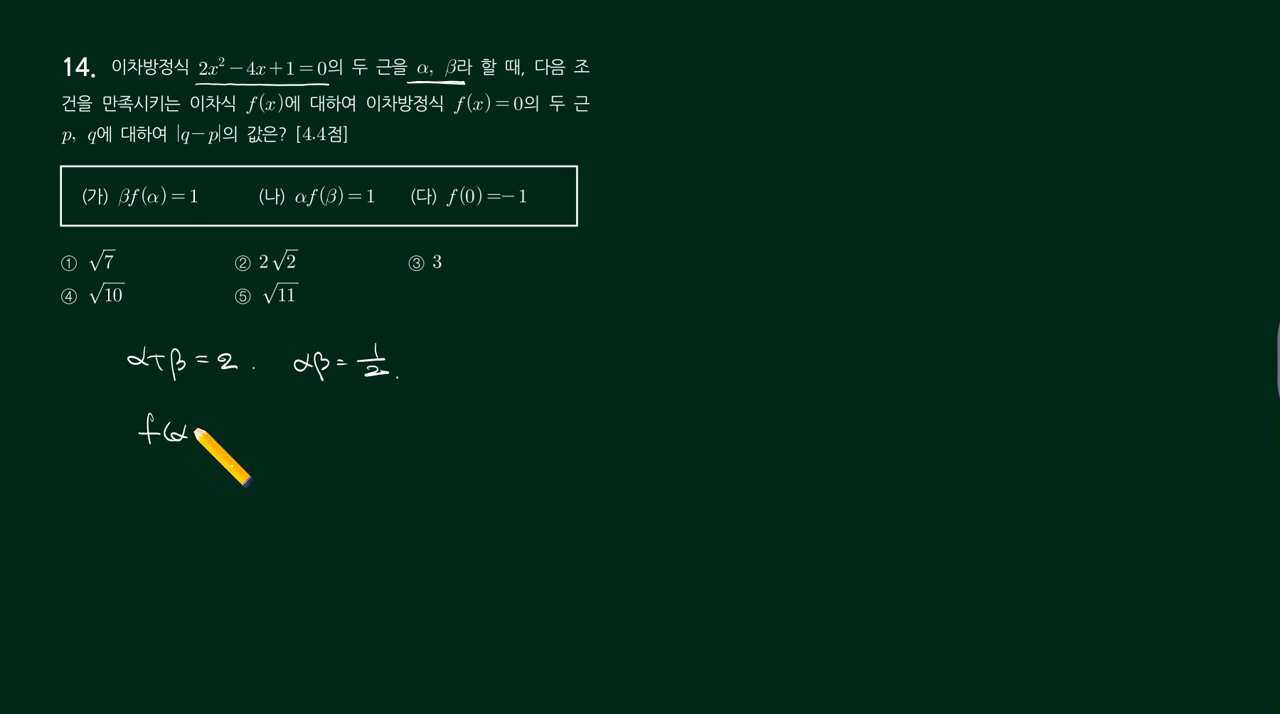 14. 이차방정식 2x² − 4x + 1 = 0의 두 근을 α, β라 할 때, 다음 조
건을 만족시키는 이차식 f(x)에 대하여 이차방정식 f(x) = 0의 두 근
p, q에 대하여 |q − p|의 값은? [4.4점]
(가) βf(α) = 1 (나) αf(β) = 1 (다) f(0) = −1
① √7 ② 2√2 ③ 3
④ √10 ⑤ √11
α+β = 2 . αβ = 1/2 .
f(α